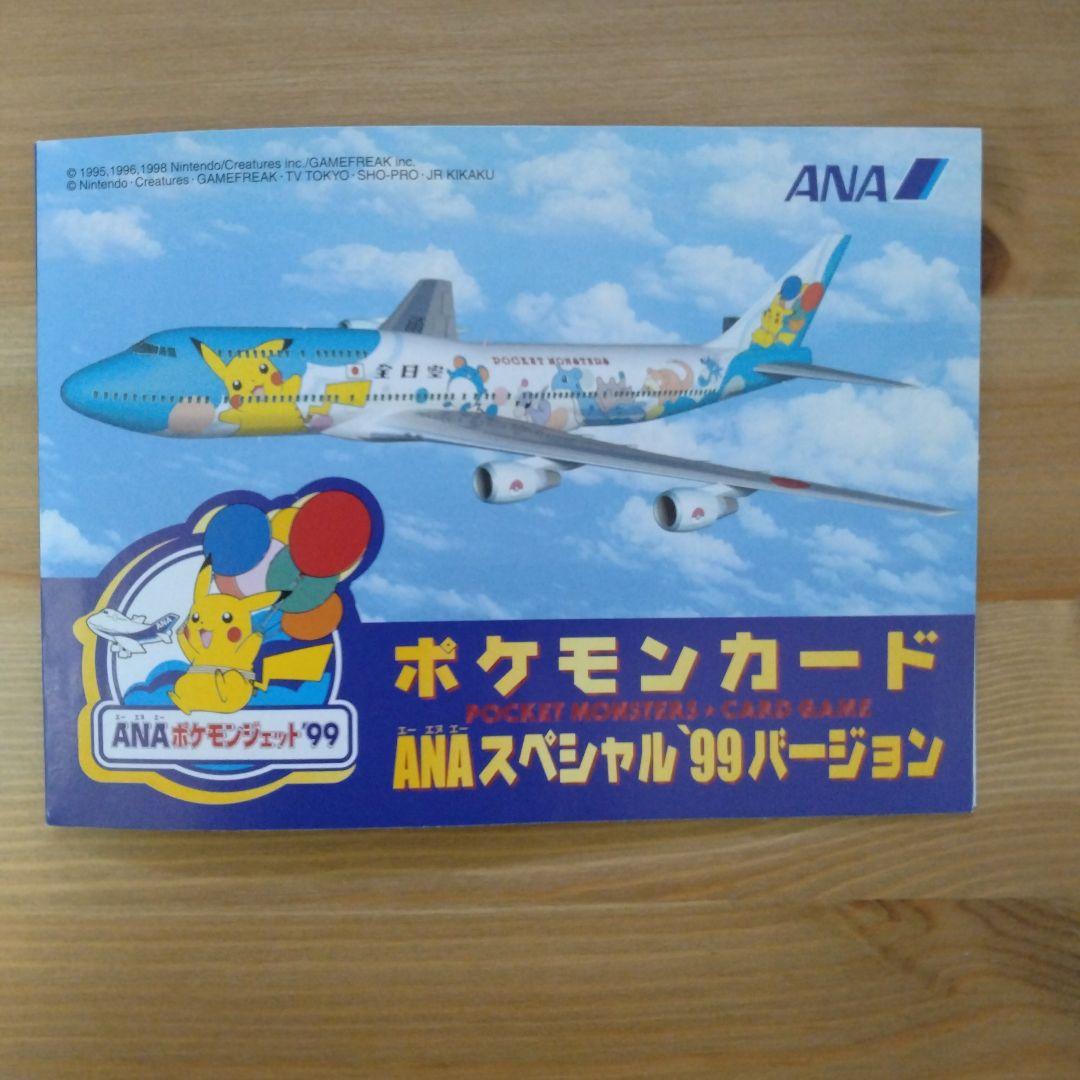 © 1995,1996,1998 Nintendo/Creatures inc./GAMEFREAK inc.
© Nintendo · Creatures · GAMEFREAK · TV TOKYO · SHO-PRO · JR KIKAKU
ANA
全日空
POCKET MONSTERS
ANA
エー エヌ エー
ANAポケモンジェット'99
ポケモンカード
POCKET MONSTERS • CARD GAME
エー エヌ エー
ANAスペシャル'99バージョン